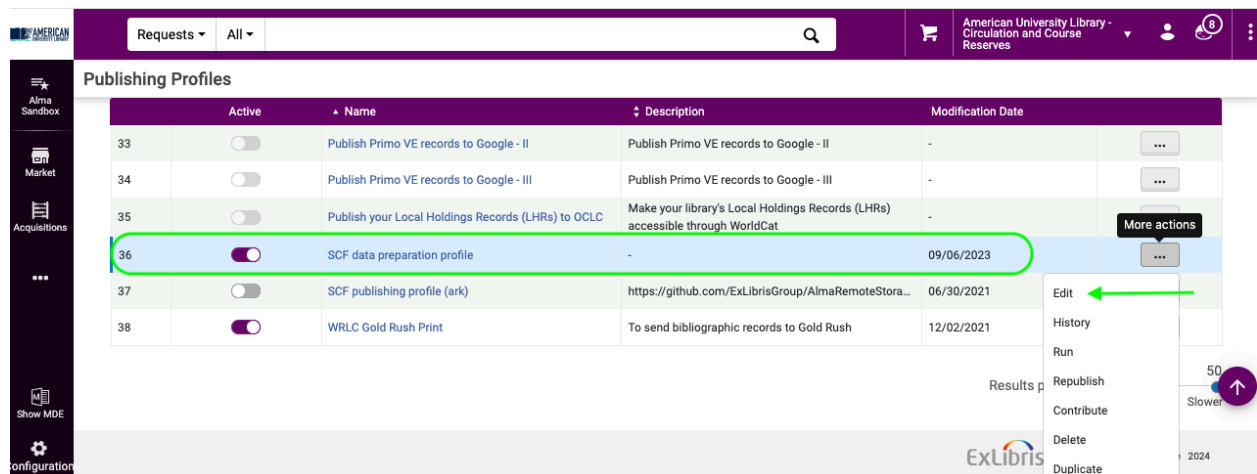 AMERICAN
UNIVERSITY LIBRARY
Requests
All
American University Library -
Circulation and Course
Reserves
8
Alma
Sandbox
Market
Acquisitions
Show MDE
Configuration
Publishing Profiles
Active Name Description Modification Date
33 Publish Primo VE records to Google - II Publish Primo VE records to Google - II -
...
34 Publish Primo VE records to Google - III Publish Primo VE records to Google - III -
...
35 Publish your Local Holdings Records (LHRs) to OCLC Make your library's Local Holdings Records (LHRs)
accessible through WorldCat
-
More actions
36 SCF data preparation profile - 09/06/2023
...
37 SCF publishing profile (ark) https://github.com/ExLibrisGroup/AlmaRemoteStora... 06/30/2021
38 WRLC Gold Rush Print To send bibliographic records to Gold Rush 12/02/2021
Edit
History
Run
Republish
Contribute
Delete
Duplicate
Results p
50
Slower
ExLibris
2024